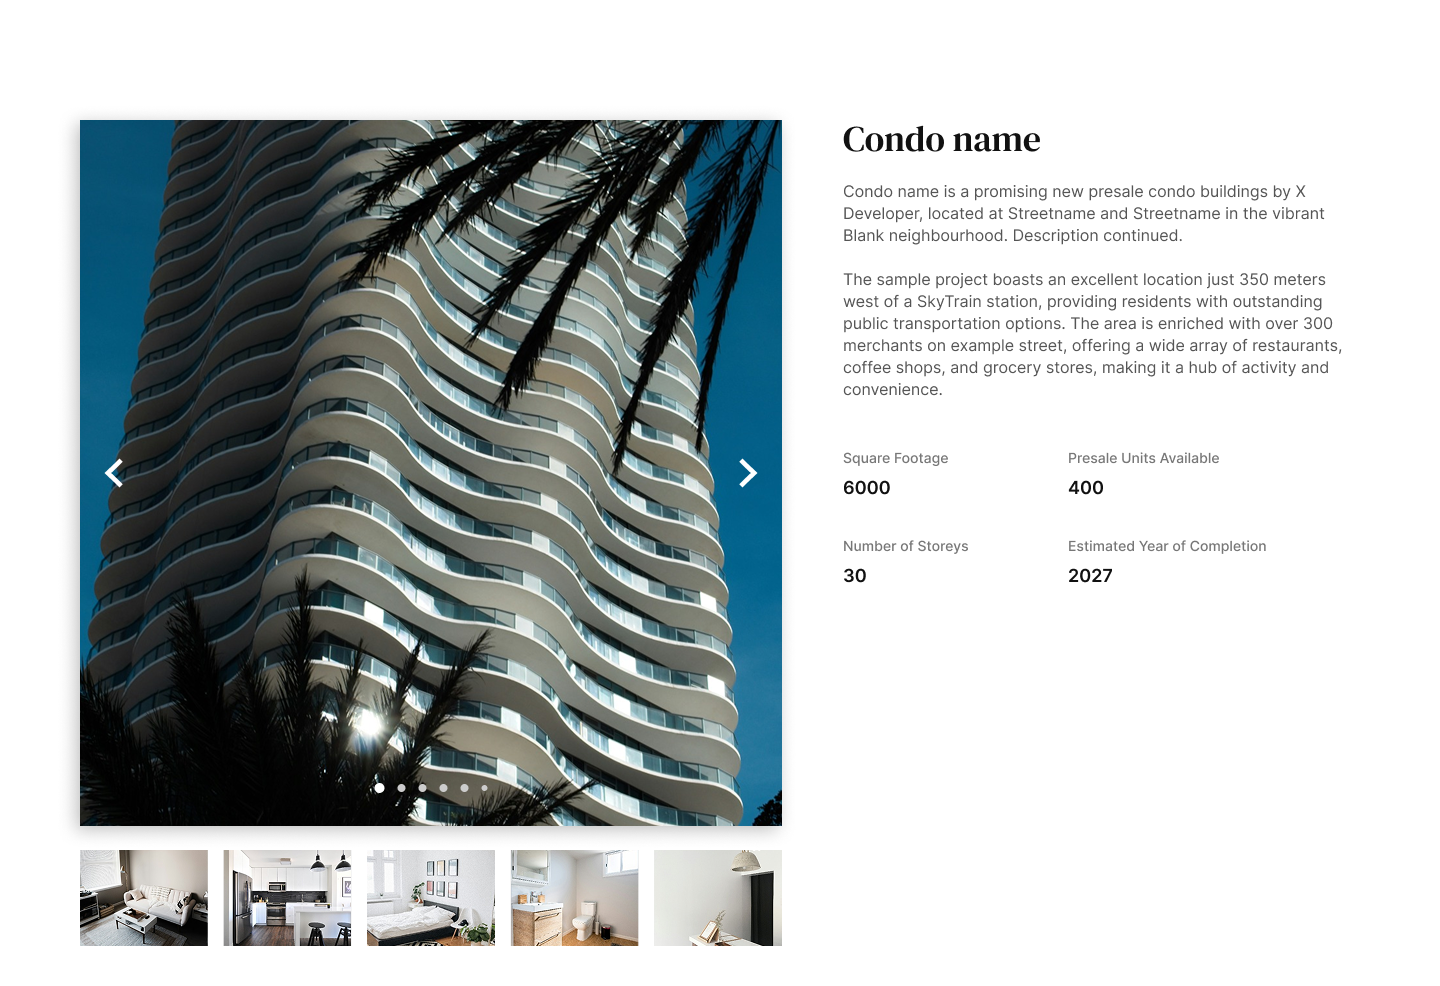 Condo name
Condo name is a promising new presale condo buildings by X
Developer, located at Streetname and Streetname in the vibrant
Blank neighbourhood. Description continued.
The sample project boasts an excellent location just 350 meters
west of a SkyTrain station, providing residents with outstanding
public transportation options. The area is enriched with over 300
merchants on example street, offering a wide array of restaurants,
coffee shops, and grocery stores, making it a hub of activity and
convenience.
Square Footage
6000
Presale Units Available
400
Number of Storeys
30
Estimated Year of Completion
2027